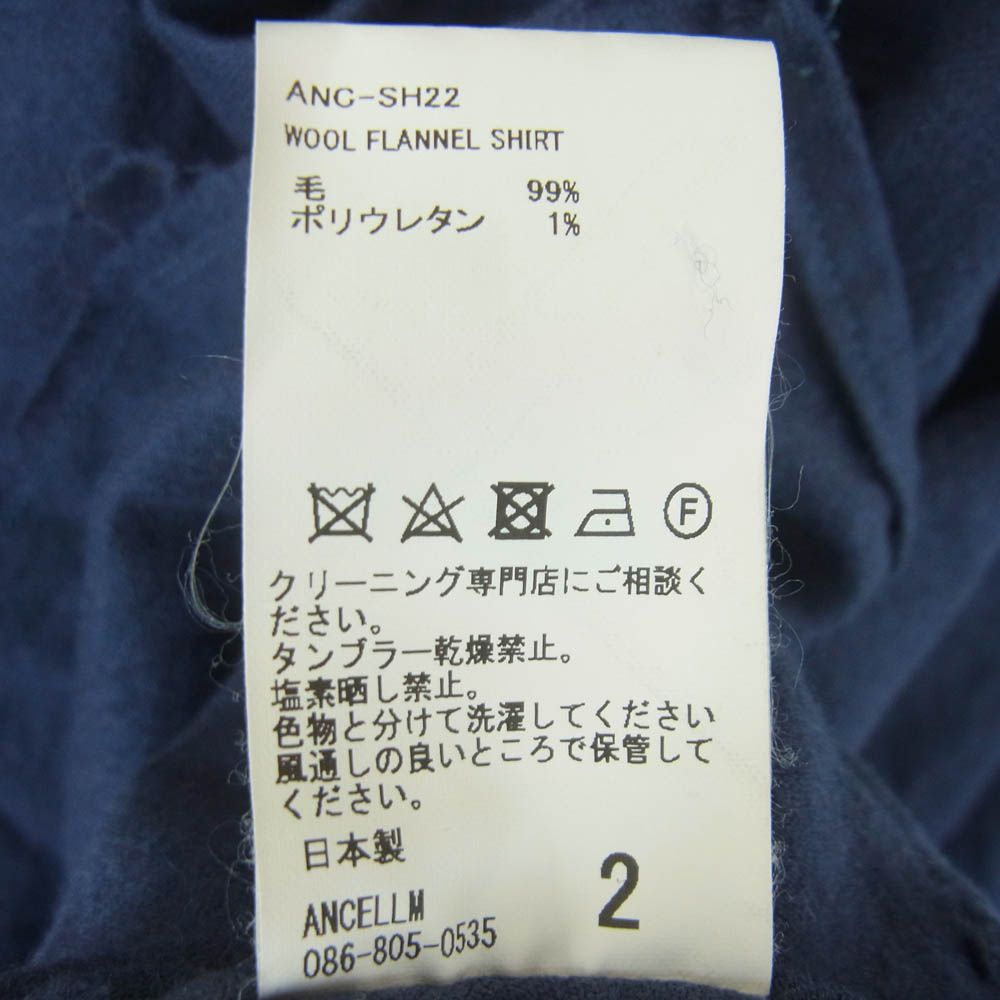 ANC-SH22
WOOL FLANNEL SHIRT
毛 99%
ポリウレタン 1%
F
クリーニング専門店にご相談く
ださい。
タンブラー乾燥禁止。
塩素晒し禁止。
色物と分けて洗濯してください
風通しの良いところで保管して
ください。
日本製
2
ANCELLM
086-805-0535